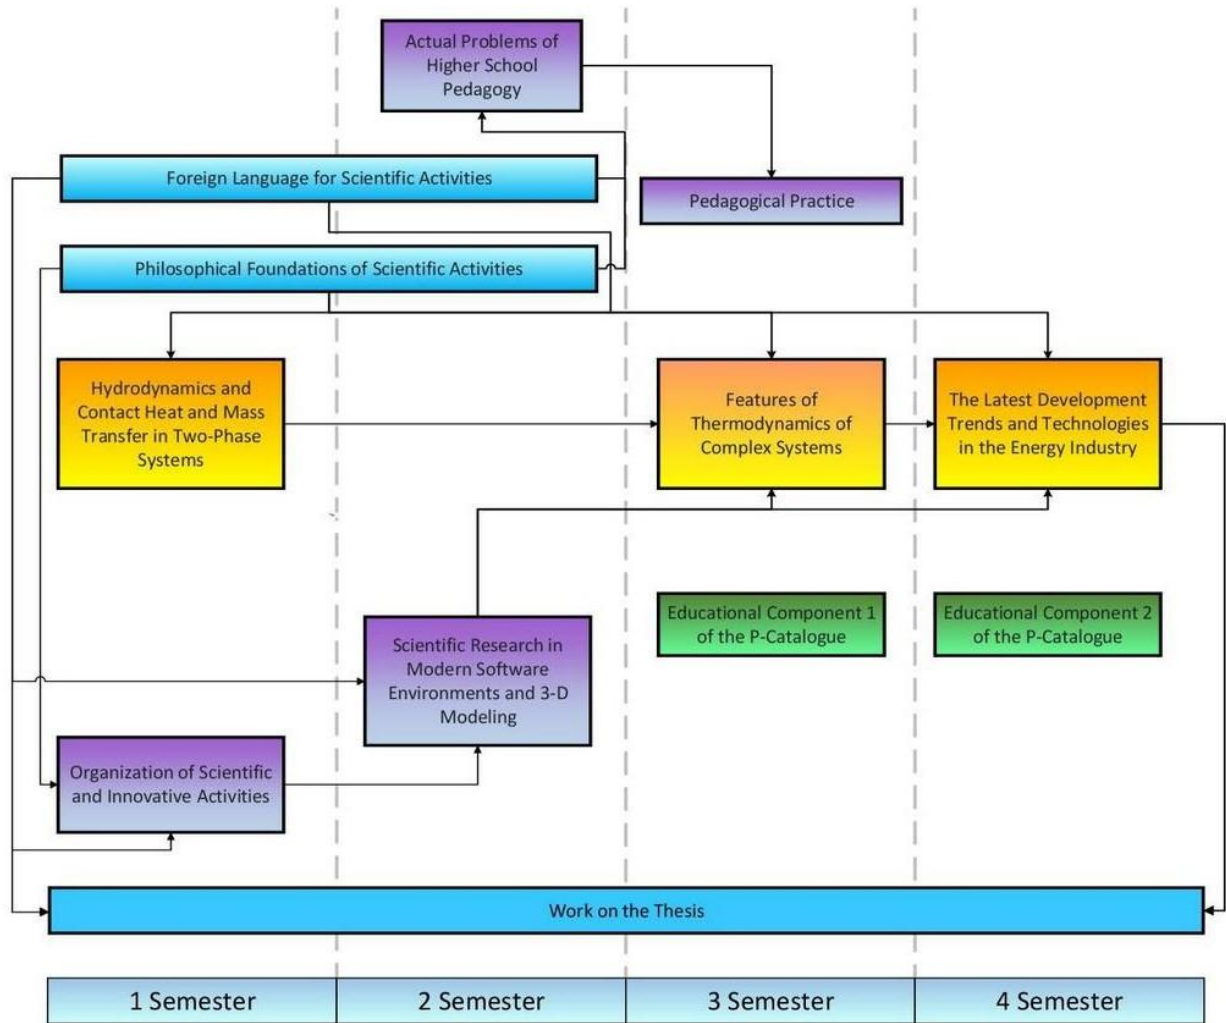 Actual Problems of
Higher School
Pedagogy
Foreign Language for Scientific Activities
Pedagogical Practice
Philosophical Foundations of Scientific Activities
Hydrodynamics and
Contact Heat and Mass
Transfer in Two-Phase
Systems
Features of
Thermodynamics of
Complex Systems
The Latest Development
Trends and Technologies
in the Energy Industry
Educational Component 1
of the P-Catalogue
Educational Component 2
of the P-Catalogue
Scientific Research in
Modern Software
Environments and 3-D
Modeling
Organization of Scientific
and Innovative Activities
Work on the Thesis
1 Semester
2 Semester
3 Semester
4 Semester